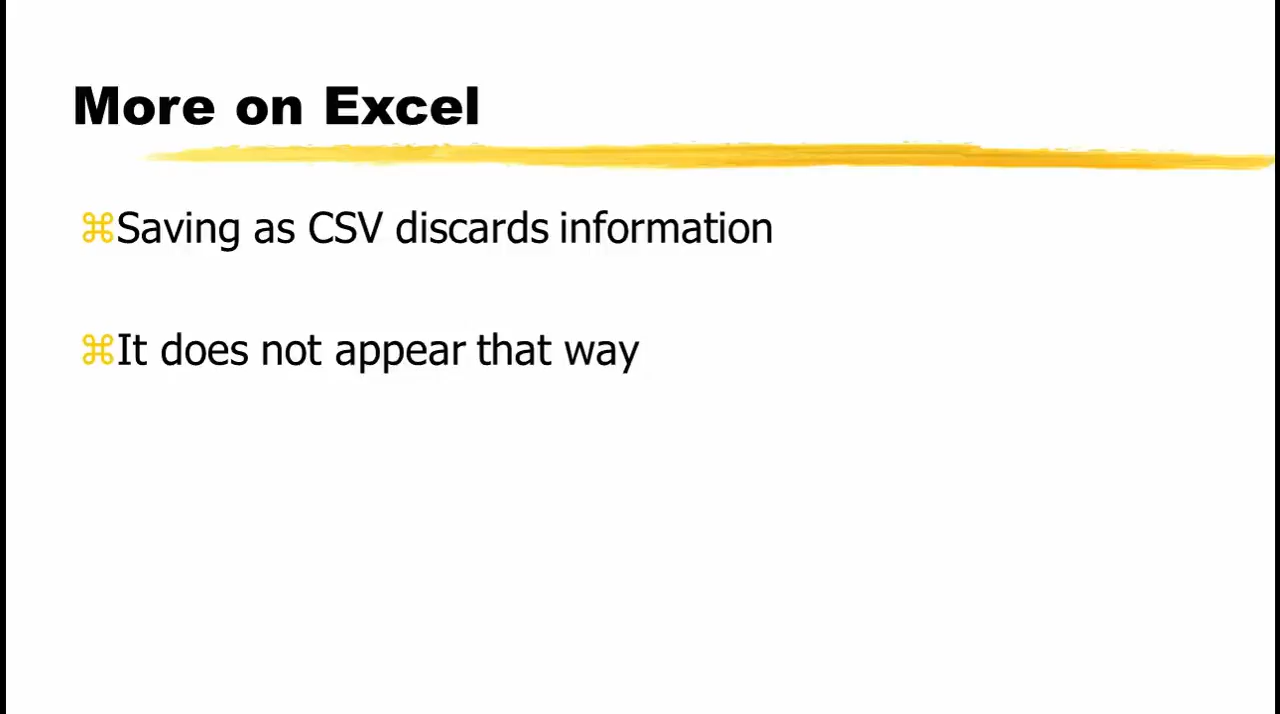 More on Excel
⌘Saving as CSV discards information
⌘It does not appear that way